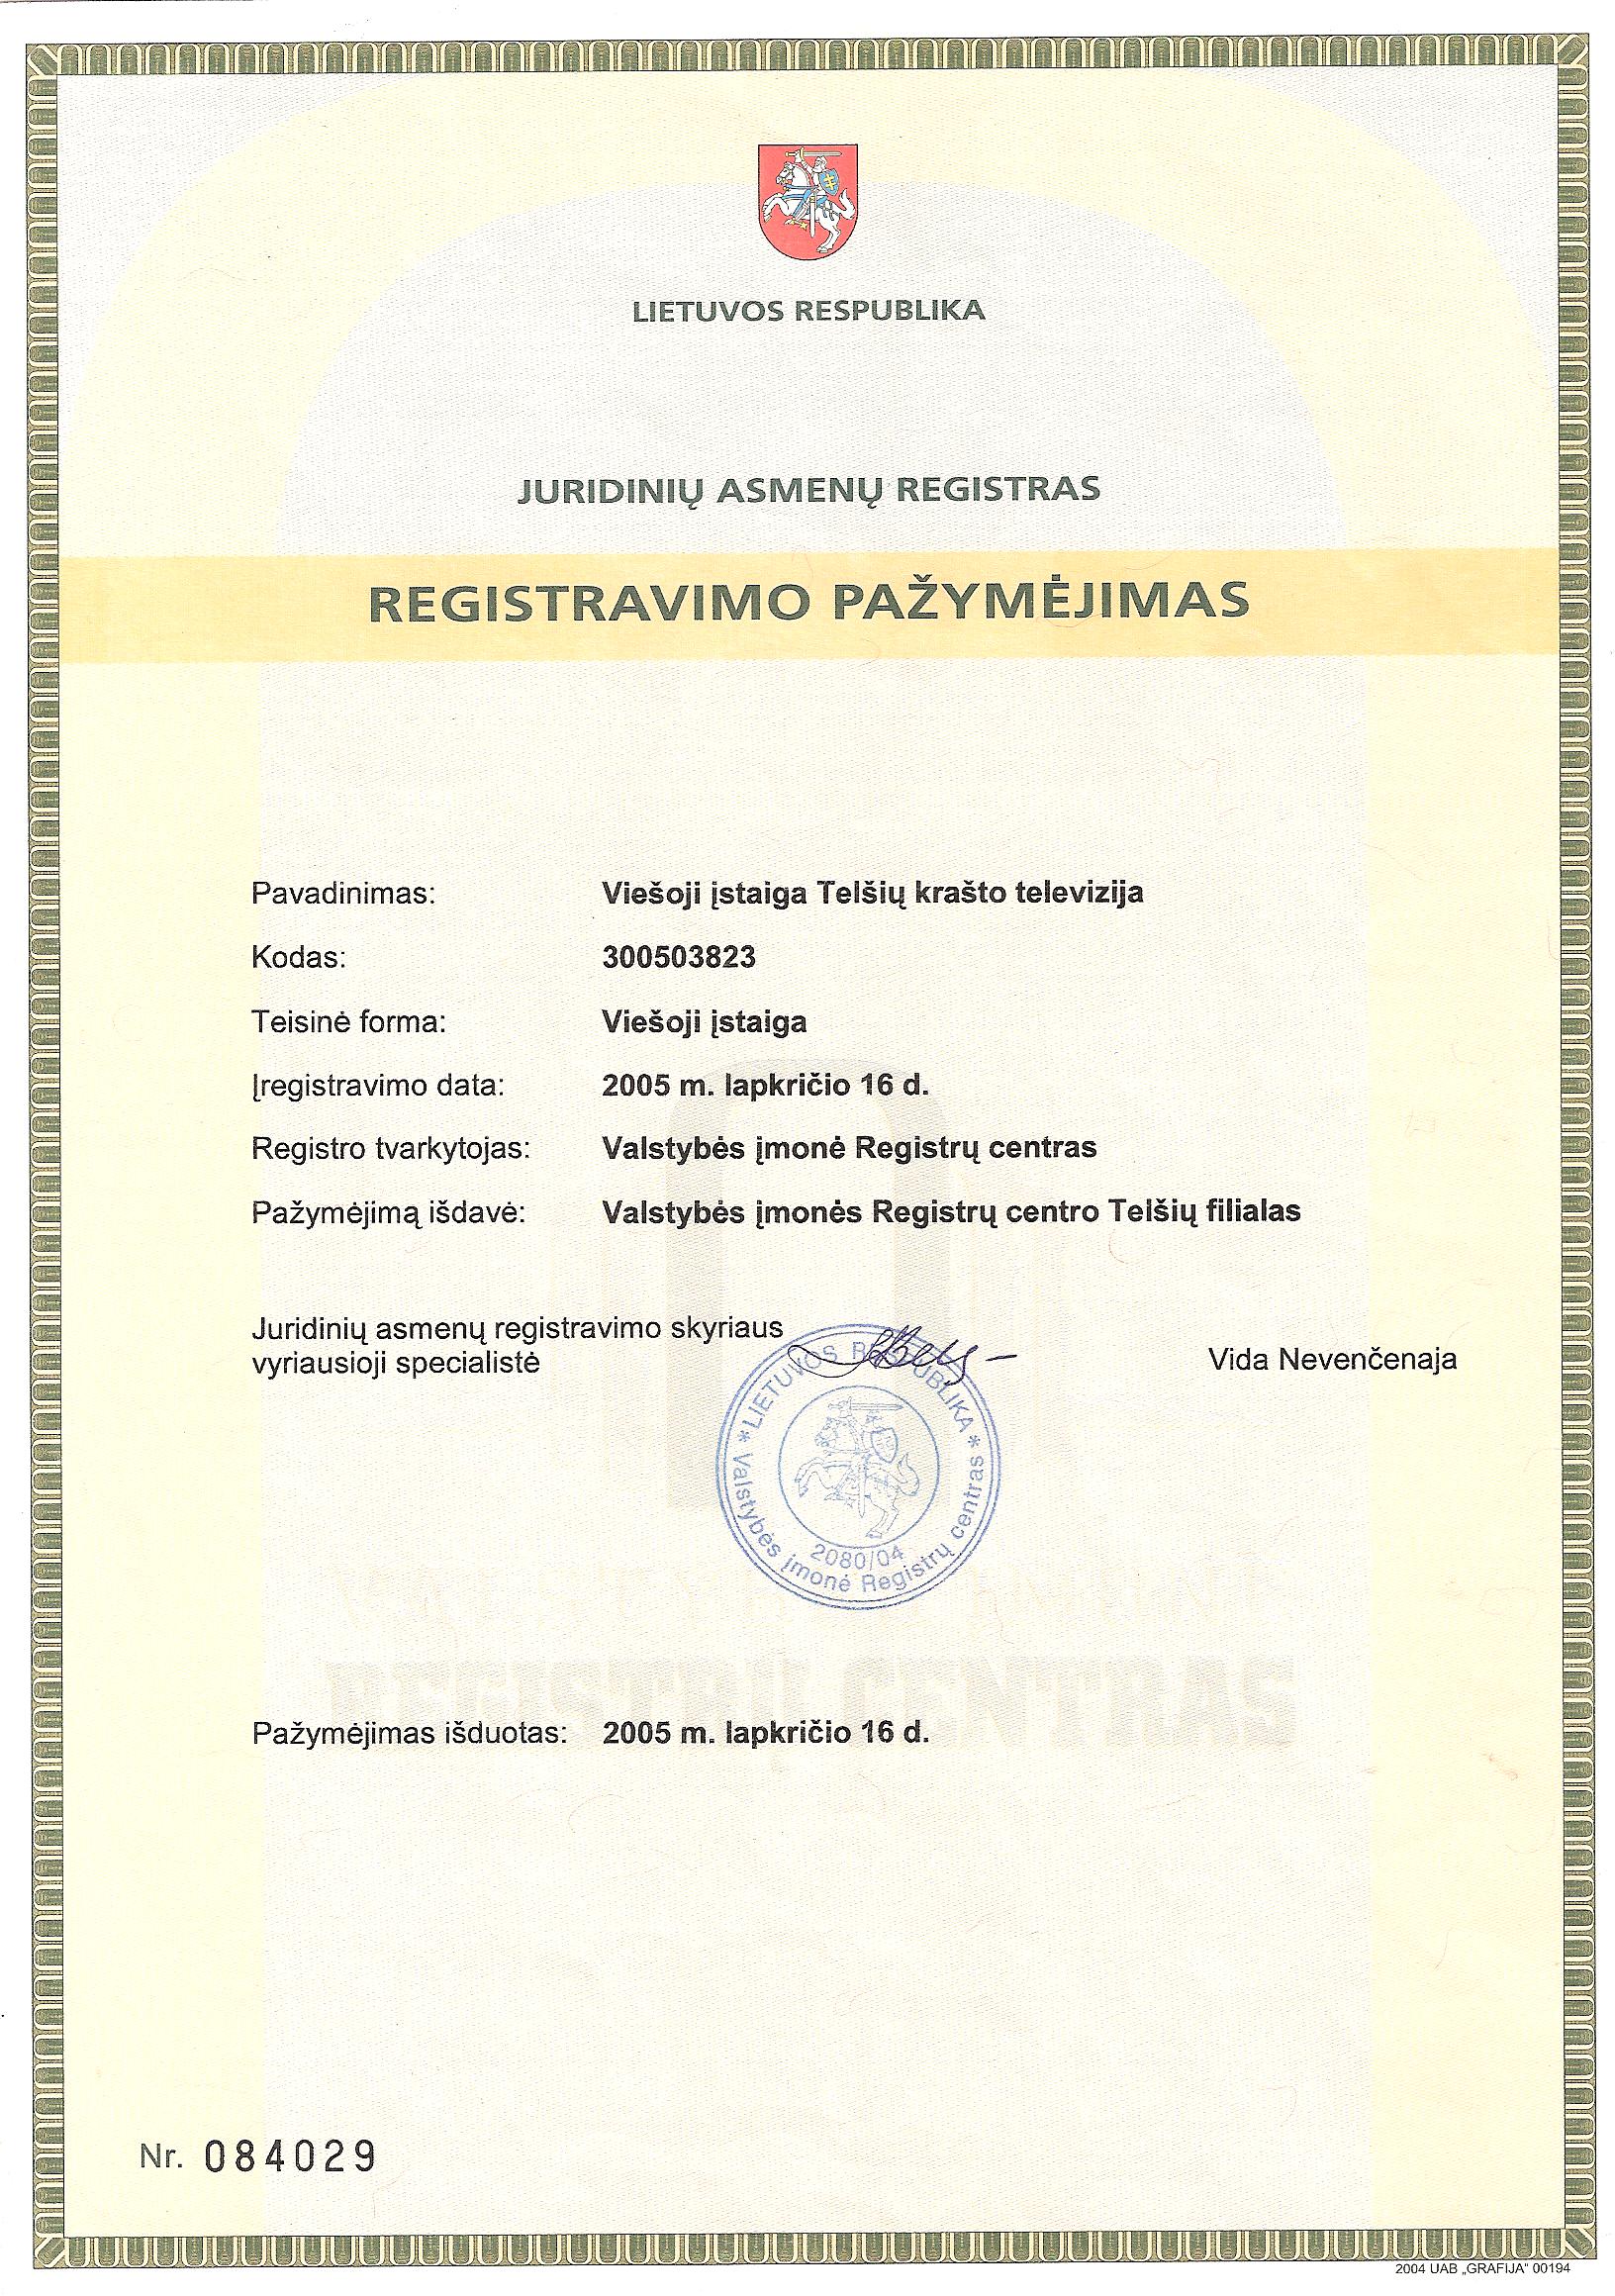 LIETUVOS RESPUBLIKA
JURIDINIŲ ASMENŲ REGISTRAS
REGISTRAVIMO PAŽYMĖJIMAS
Pavadinimas: Viešoji įstaiga Telšių krašto televizija
Kodas: 300503823
Teisinė forma: Viešoji įstaiga
Įregistravimo data: 2005 m. lapkričio 16 d.
Registro tvarkytojas: Valstybės įmonė Registrų centras
Pažymėjimą išdavė: Valstybės įmonės Registrų centro Telšių filialas
Juridinių asmenų registravimo skyriaus
vyriausioji specialistė Vida Nevenčenaja
* LIETUVOS RESPUBLIKA *
Valstybės įmonė Registrų centras
2080/04
REGISTRŲ CENTRAS
Pažymėjimas išduotas: 2005 m. lapkričio 16 d.
Nr. 084029
2004 UAB „GRAFIJA" 00194